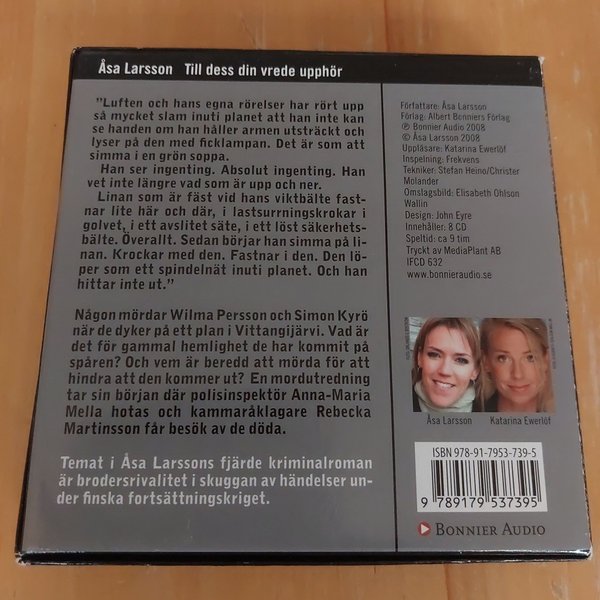 Åsa Larsson Till dess din vrede upphör
"Luften och hans egna rörelser har rört upp
så mycket slam inuti planet att han inte kan
se handen om han håller armen utsträckt och
lyser på den med ficklampan. Det är som att
simma i en grön soppa.
Han ser ingenting. Absolut ingenting. Han
vet inte längre vad som är upp och ner.
Linan som är fäst vid hans viktbälte fast-
nar lite här och där, i lastsurrningskrokar i
golvet, i ett avslitet säte, i ett löst säkerhets-
bälte. Överallt. Sedan börjar han simma på li-
nan. Krockar med den. Fastnar i den. Den lö-
per som ett spindelnät inuti planet. Och han
hittar inte ut."
Någon mördar Wilma Persson och Simon Kyrö
när de dyker på ett plan i Vittangijärvi. Vad är
det för gammal hemlighet de har kommit på
spåren? Och vem är beredd att mörda för att
hindra att den kommer ut? En mordutredning
tar sin början där polisinspektör Anna-Maria
Mella hotas och kammaråklagare Rebecka
Martinsson får besök av de döda.
Temat i Åsa Larssons fjärde kriminalroman
är brodersrivalitet i skuggan av händelser un-
der finska fortsättningskriget.
Författare: Åsa Larsson
Förlag: Albert Bonniers Förlag
℗ Bonnier Audio 2008
© Åsa Larsson 2008
Uppläsare: Katarina Ewerlöf
Inspelning: Frekvens
Tekniker: Stefan Heino/Christer
Molander
Omslagsbild: Elisabeth Ohlson
Wallin
Design: John Eyre
Innehåller: 8 CD
Speltid: ca 9 tim
Tryckt av MediaPlant AB
IFCD 632
www.bonnieraudio.se
Åsa Larsson Katarina Ewerlöf
ISBN 978-91-7953-739-5
9 789179 537395
BONNIER AUDIO